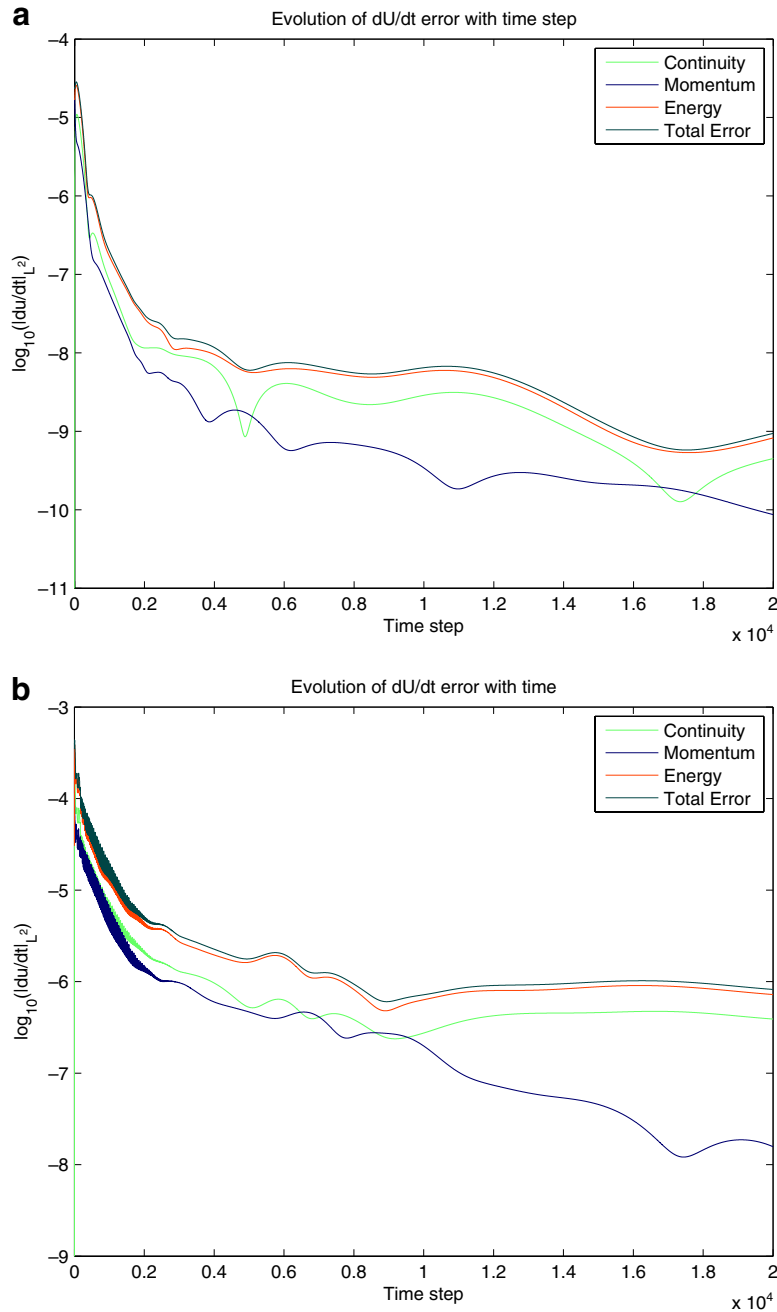 a
Evolution of dU/dt error with time step
−4
−5
−6
−7
−8
−9
−10
−11
log10(|du/dt|L2)
Continuity
Momentum
Energy
Total Error
0 0.2 0.4 0.6 0.8 1 1.2 1.4 1.6 1.8 2
Time step
x 10^4
b
Evolution of dU/dt error with time
−3
−4
−5
−6
−7
−8
−9
log10(|du/dt|L2)
Continuity
Momentum
Energy
Total Error
0 0.2 0.4 0.6 0.8 1 1.2 1.4 1.6 1.8 2
Time step
x 10^4